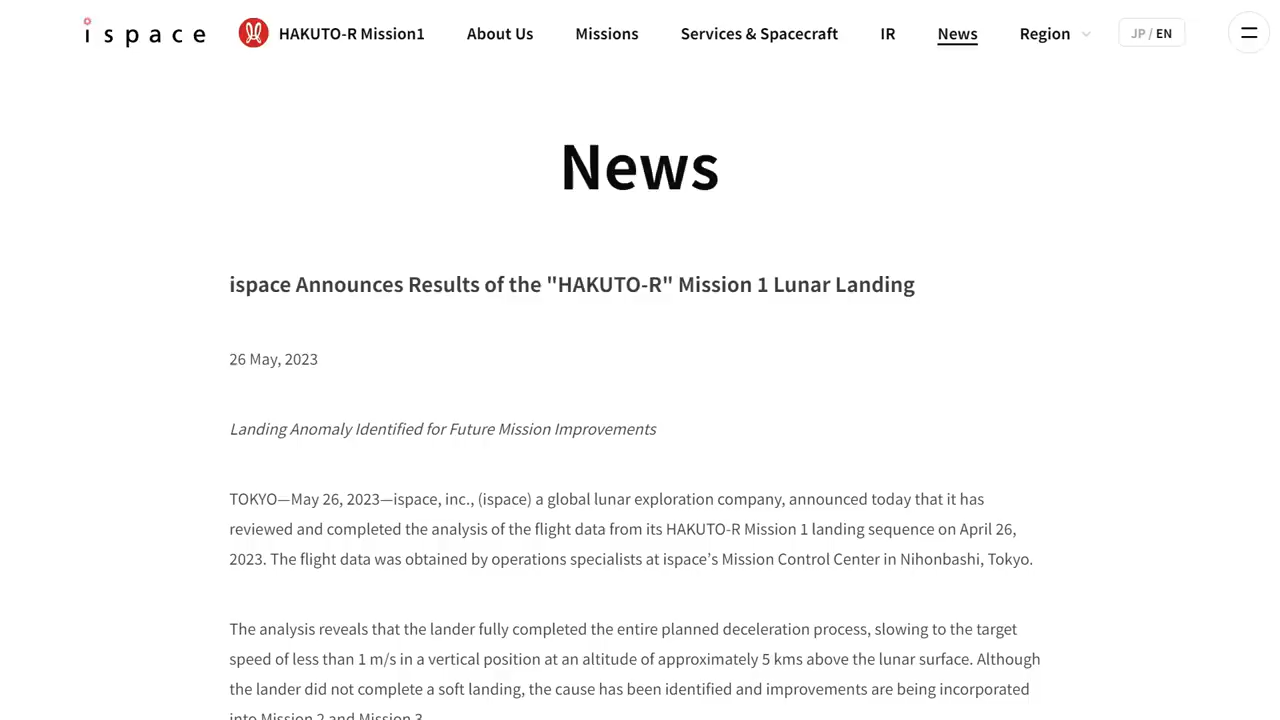 ispace HAKUTO-R Mission1 About Us Missions Services & Spacecraft IR News Region JP / EN
News
ispace Announces Results of the "HAKUTO-R" Mission 1 Lunar Landing
26 May, 2023
Landing Anomaly Identified for Future Mission Improvements
TOKYO—May 26, 2023—ispace, inc., (ispace) a global lunar exploration company, announced today that it has
reviewed and completed the analysis of the flight data from its HAKUTO-R Mission 1 landing sequence on April 26,
2023. The flight data was obtained by operations specialists at ispace’s Mission Control Center in Nihonbashi, Tokyo.
The analysis reveals that the lander fully completed the entire planned deceleration process, slowing to the target
speed of less than 1 m/s in a vertical position at an altitude of approximately 5 kms above the lunar surface. Although
the lander did not complete a soft landing, the cause has been identified and improvements are being incorporated
into Mission 2 and Mission 3.